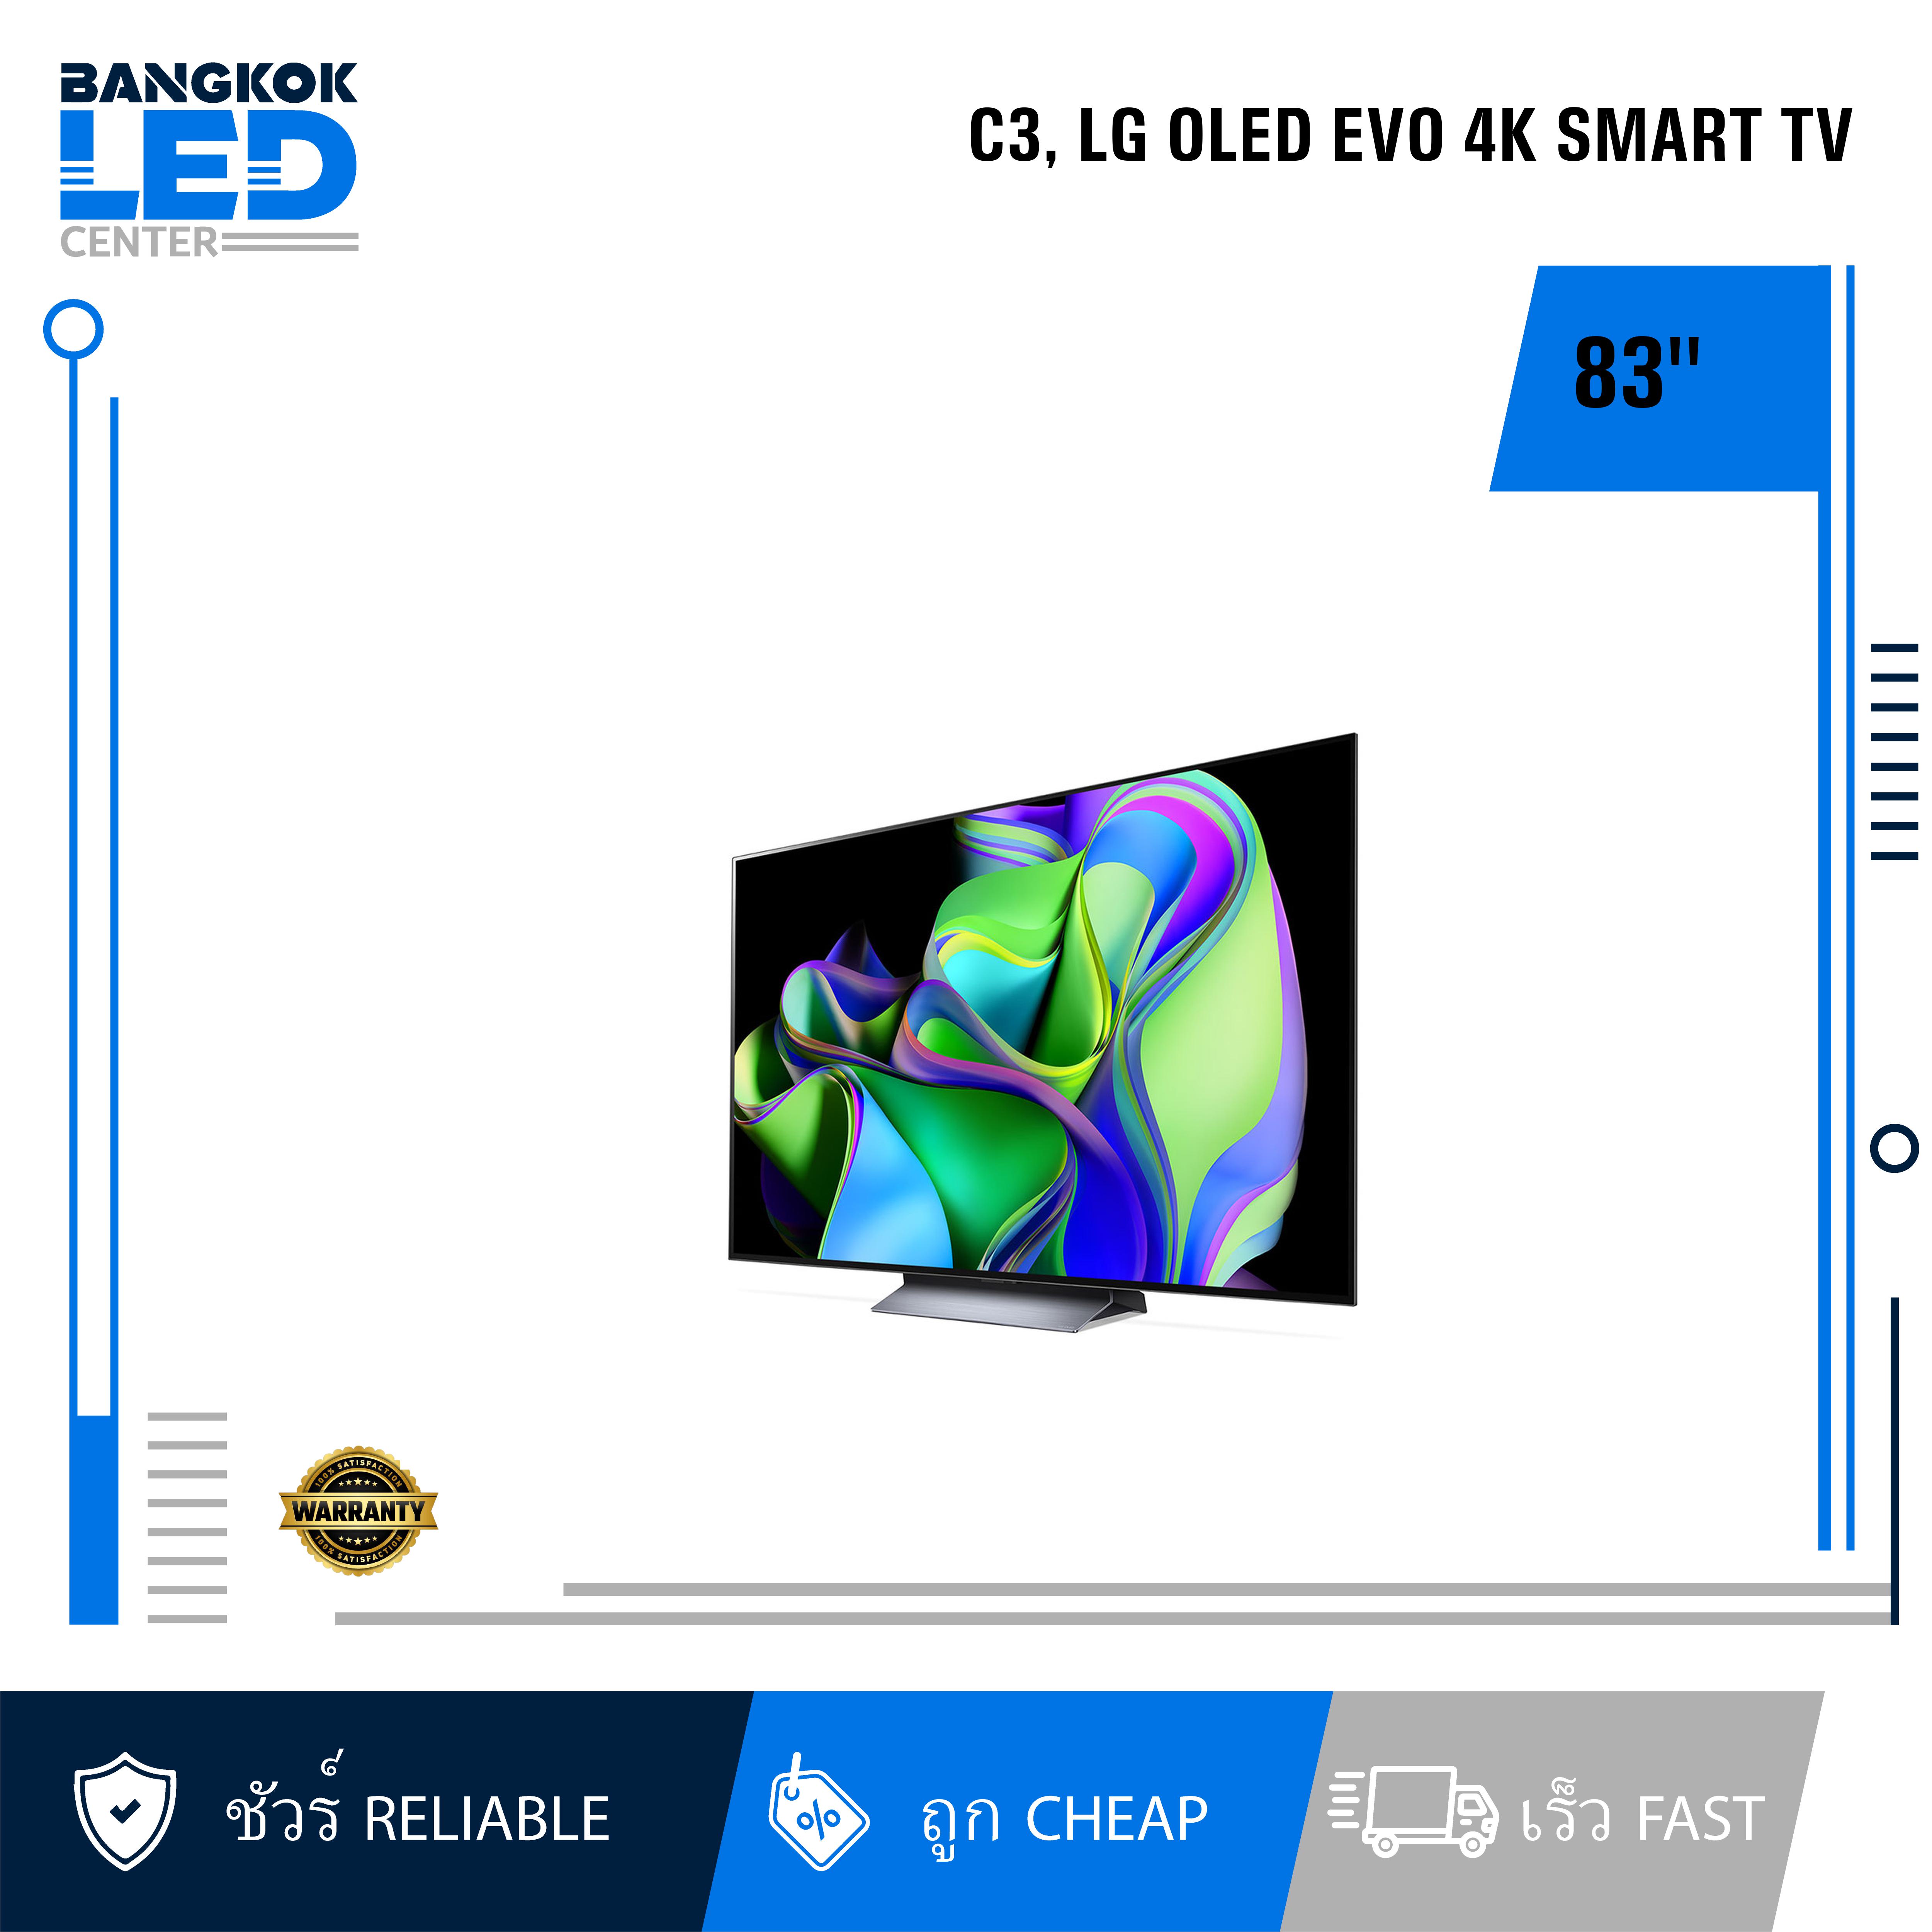 BANGKOK
LED
CENTER
C3, LG OLED EVO 4K SMART TV
83"
100% SATISFACTION
WARRANTY
100% SATISFACTION
ชัวร์ RELIABLE
% ถูก CHEAP
เร็ว FAST